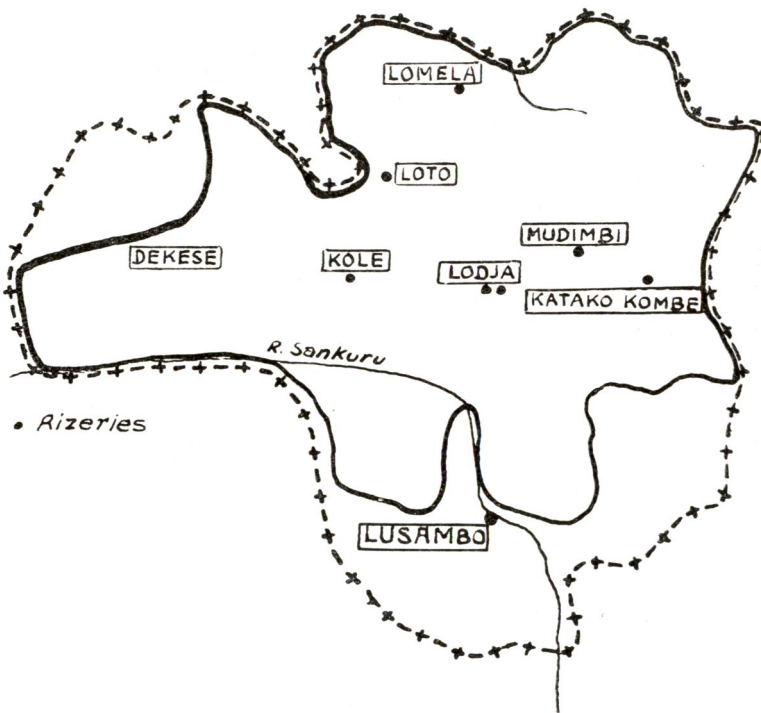 LOMELA
LOTO
MUDIMBI
DEKESE
KOLE
LODJA
KATAKO KOMBE
R. Sankuru
• Rizeries
LUSAMBO